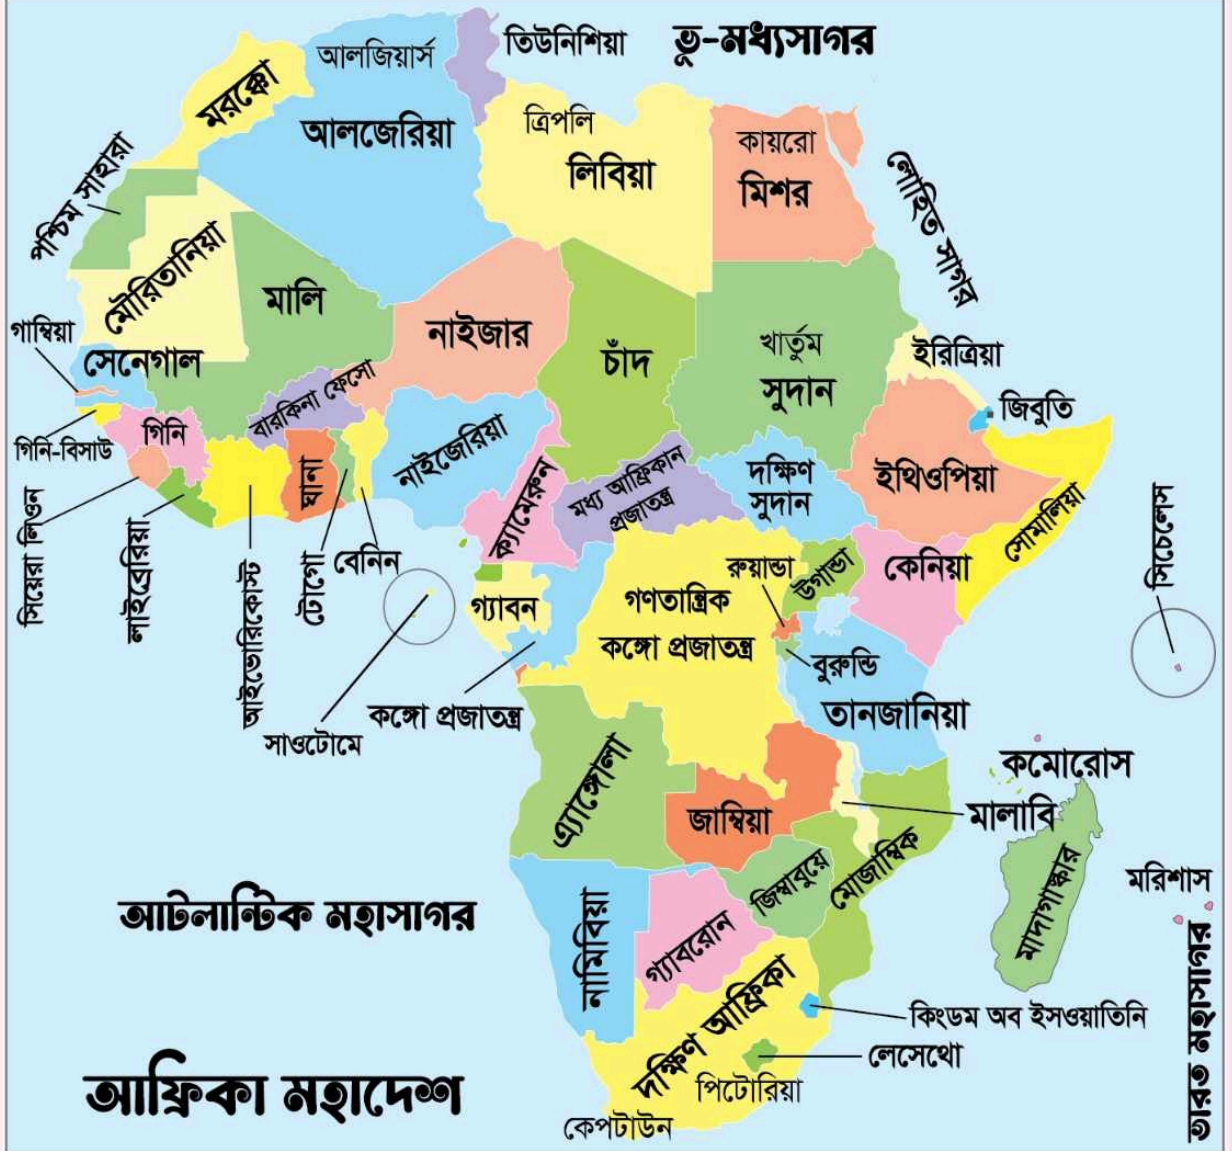 তিউনিশিয়া
ভূ-মধ্যসাগর
আলজিয়ার্স
মরক্কো
আলজেরিয়া
ত্রিপলি
লিবিয়া
কায়রো
মিশর
লোহিত সাগর
পশ্চিম সাহারা
মৌরিতানিয়া
মালি
নাইজার
চাঁদ
খার্তুম
সুদান
ইরিত্রিয়া
জিবুতি
গাম্বিয়া
সেনেগাল
বারকিনা ফেসো
গিনি
গিনি-বিসাউ
ঘানা
নাইজেরিয়া
ক্যামেরুন
মধ্য আফ্রিকান
প্রজাতন্ত্র
দক্ষিণ
সুদান
ইথিওপিয়া
সোমালিয়া
সিয়েরা লিওন
লাইব্রেরিয়া
আইভোরিকোস্ট
টোগো
বেনিন
গ্যাবন
গণতান্ত্রিক
কঙ্গো প্রজাতন্ত্র
রুয়ান্ডা
উগান্ডা
কেনিয়া
সিচেলেস
বুরুন্ডি
তানজানিয়া
সাওটোমে
কঙ্গো প্রজাতন্ত্র
এ্যাঙ্গোলা
জাম্বিয়া
কমোরোস
মালাবি
মোজাম্বিক
জিম্বাবুয়ে
মাদাগাস্কার
মরিশাস
আটলান্টিক মহাসাগর
নামিবিয়া
গ্যাবরোন
দক্ষিণ আফ্রিকা
কিংডম অব ইসওয়াতিনি
লেসেথো
পিটোরিয়া
কেপটাউন
ভারত মহাসাগর
আফ্রিকা মহাদেশ